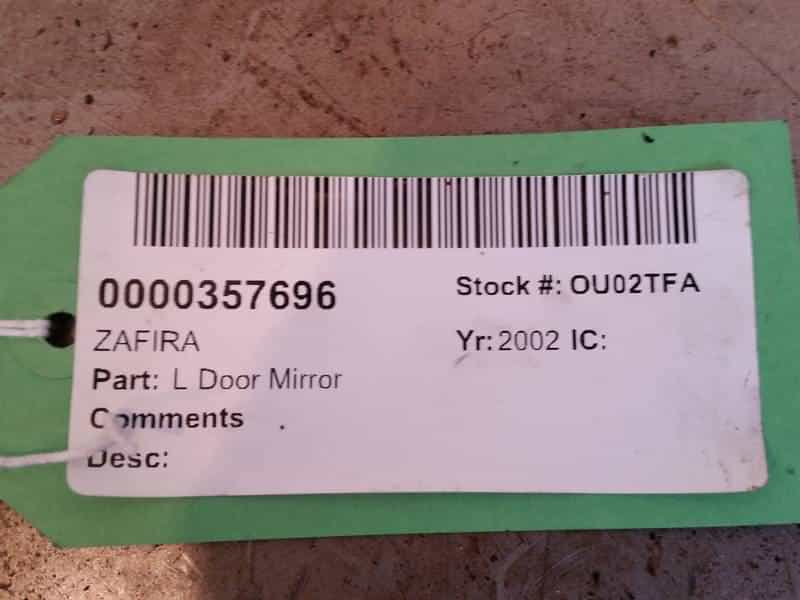 0000357696
Stock #: OU02TFA
ZAFIRA
Yr: 2002 IC:
Part: L Door Mirror
Comments .
Desc: